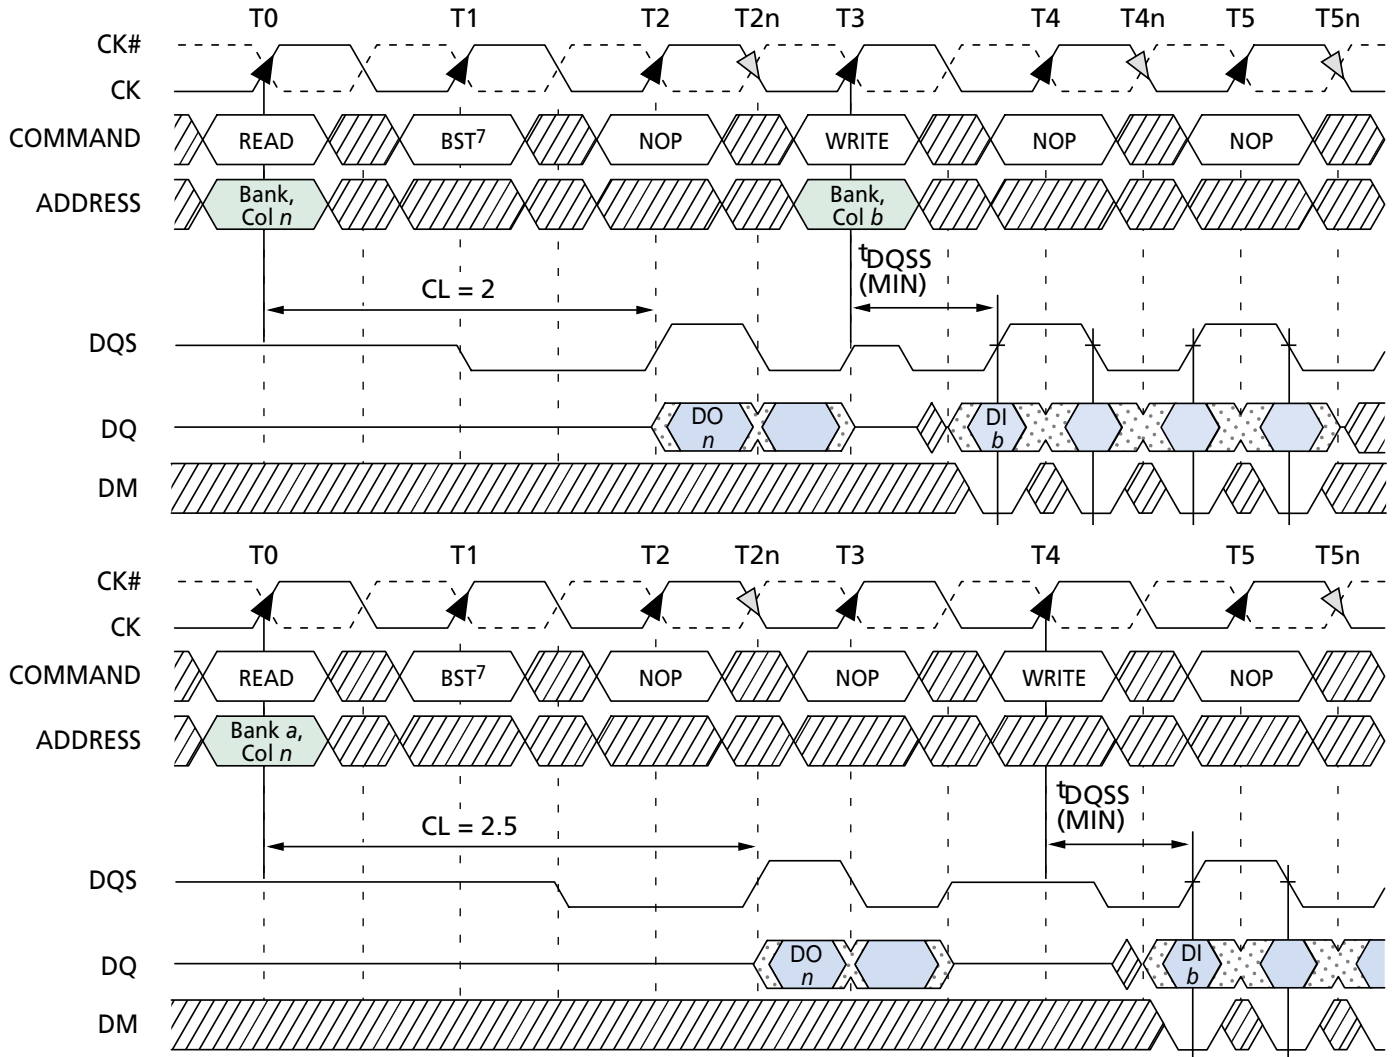 T0 T1 T2 T2n T3 T4 T4n T5 T5n
CK#
CK
COMMAND READ BST7 NOP WRITE NOP NOP
ADDRESS Bank, Col n Bank, Col b
tDQSS
(MIN)
CL = 2
DQS
DQ DO n DI b
DM
T0 T1 T2 T2n T3 T4 T5 T5n
CK#
CK
COMMAND READ BST7 NOP NOP WRITE NOP
ADDRESS Bank a, Col n
tDQSS
(MIN)
CL = 2.5
DQS
DQ DO n DI b
DM